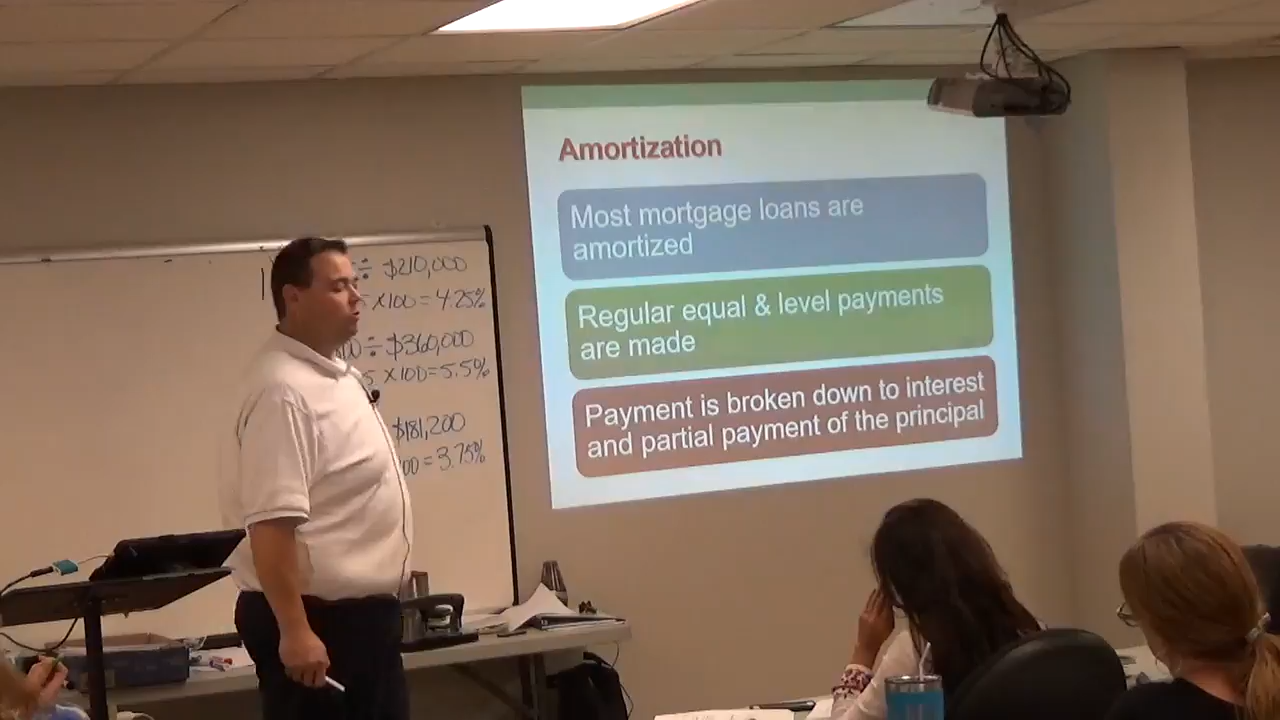 Amortization
Most mortgage loans are
amortized
Regular equal & level payments
are made
Payment is broken down to interest
and partial payment of the principal
÷ $210,000
x100 = 4.25%
÷ $360,000
x100 = 5.5%
$181,200
= 3.75%